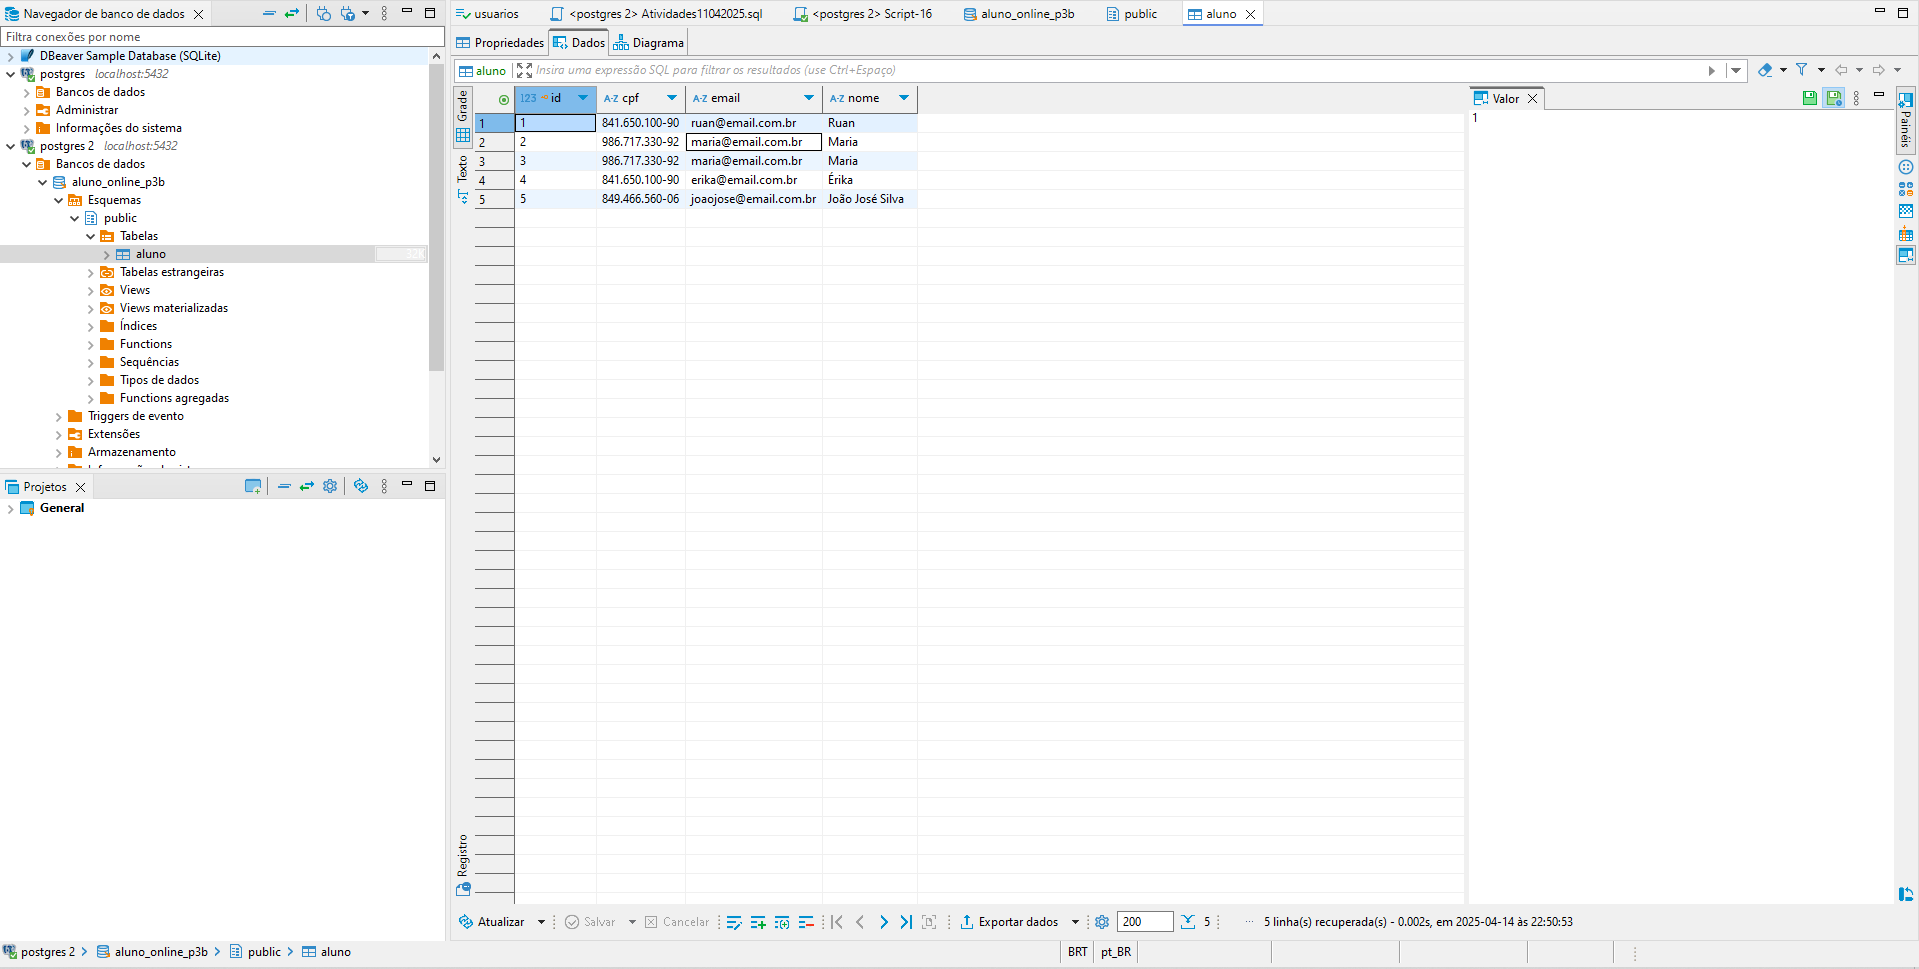 Navegador de banco de dados
Filtra conexões por nome
DBeaver Sample Database (SQLite)
postgres localhost:5432
Bancos de dados
Administrar
Informações do sistema
postgres 2 localhost:5432
Bancos de dados
aluno_online_p3b
Esquemas
public
Tabelas
aluno
Tabelas estrangeiras
Views
Views materializadas
Índices
Functions
Sequências
Tipos de dados
Functions agregadas
Triggers de evento
Extensões
Armazenamento
Projetos
General
usuarios <postgres 2> Atividades11042025.sql <postgres 2> Script-16 aluno_online_p3b public aluno
Propriedades Dados Diagrama
aluno Insira uma expressão SQL para filtrar os resultados (use Ctrl+Espaço)
Grade
Texto
Registro
123 id A-Z cpf A-Z email A-Z nome
1 1 841.650.100-90 ruan@email.com.br Ruan
2 2 986.717.330-92 maria@email.com.br Maria
3 3 986.717.330-92 maria@email.com.br Maria
4 4 841.650.100-90 erika@email.com.br Érika
5 5 849.466.560-06 joaojose@email.com.br João José Silva
Valor
1
Painéis
Atualizar Salvar Cancelar Exportar dados 200 5 5 linha(s) recuperada(s) - 0.002s, em 2025-04-14 às 22:50:53
postgres 2 aluno_online_p3b public aluno BRT pt_BR